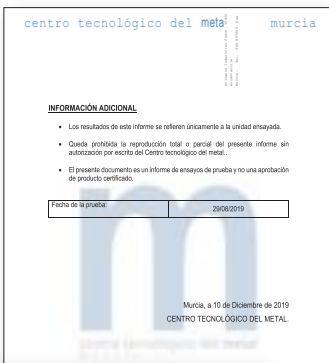 centro tecnológico del metal murcia
INFORMACIÓN ADICIONAL
• Los resultados de este informe se refieren únicamente a la unidad ensayada.
• Queda prohibida la reproducción total o parcial del presente informe sin
autorización por escrito del Centro tecnológico del metal..
• El presente documento es un informe de ensayos de prueba y no una aprobación
de producto certificado.
Fecha de la prueba: 29/08/2019
Murcia, a 10 de Diciembre de 2019
CENTRO TECNOLÓGICO DEL METAL.